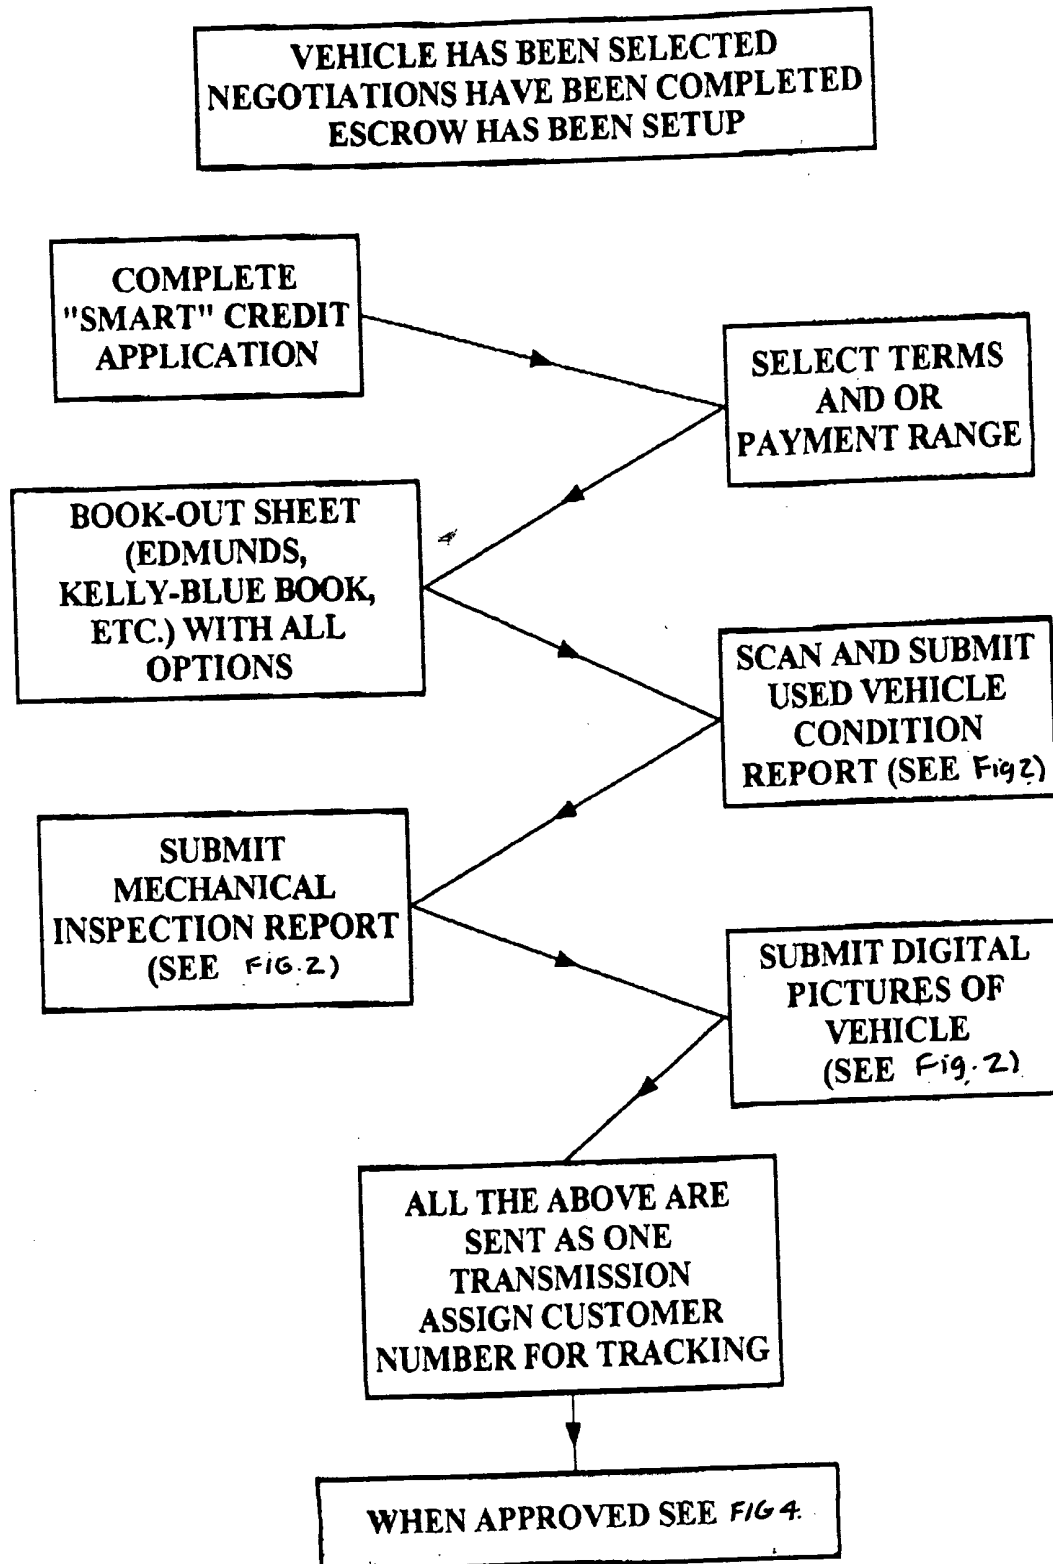 VEHICLE HAS BEEN SELECTED
NEGOTIATIONS HAVE BEEN COMPLETED
ESCROW HAS BEEN SETUP
COMPLETE
"SMART" CREDIT
APPLICATION
SELECT TERMS
AND OR
PAYMENT RANGE
BOOK-OUT SHEET
(EDMUNDS,
KELLY-BLUE BOOK,
ETC.) WITH ALL
OPTIONS
SCAN AND SUBMIT
USED VEHICLE
CONDITION
REPORT (SEE Fig 2)
SUBMIT
MECHANICAL
INSPECTION REPORT
(SEE FIG. 2)
SUBMIT DIGITAL
PICTURES OF
VEHICLE
(SEE Fig. 2)
ALL THE ABOVE ARE
SENT AS ONE
TRANSMISSION
ASSIGN CUSTOMER
NUMBER FOR TRACKING
WHEN APPROVED SEE FIG 4.